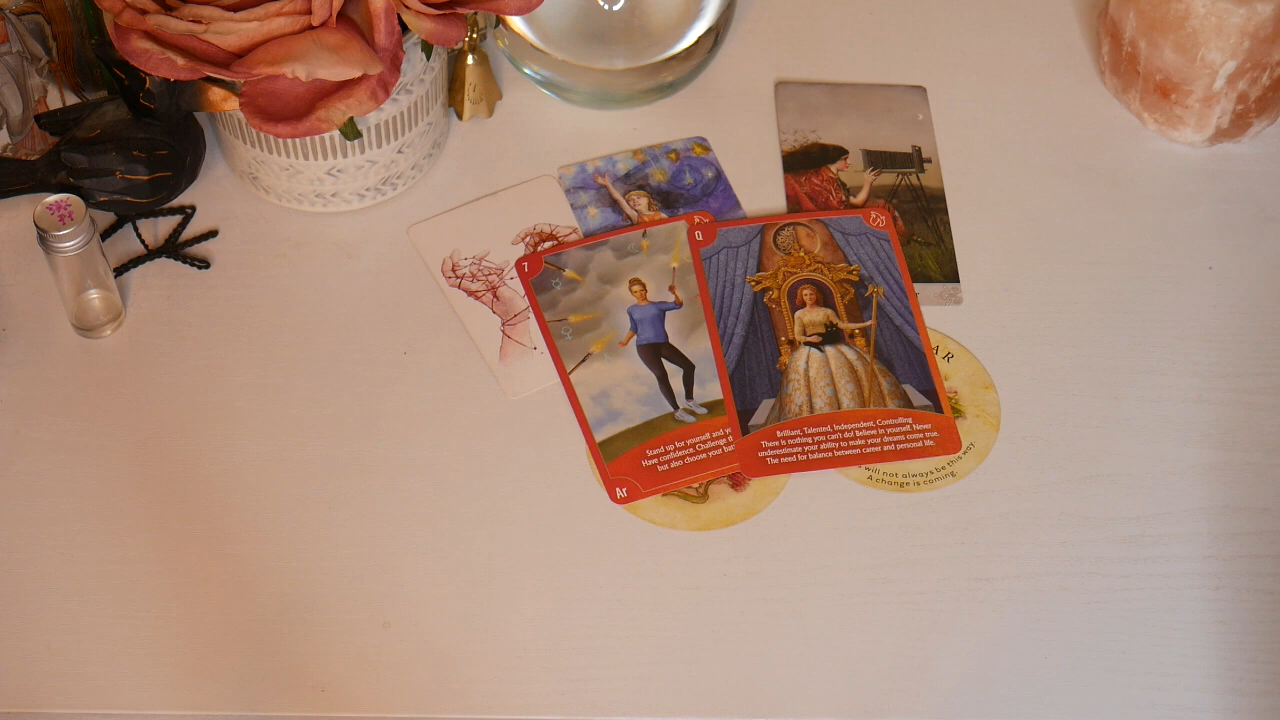 7
Stand up for yourself and
Have confidence. Challenge
but also choose your
Ar
Q
Brilliant, Talented, Independent, Controlling
There is nothing you can't do! Believe in yourself. Never
underestimate your ability to make your dreams come true.
The need for balance between career and personal life.
AR
will not always be this way.
A change is coming.